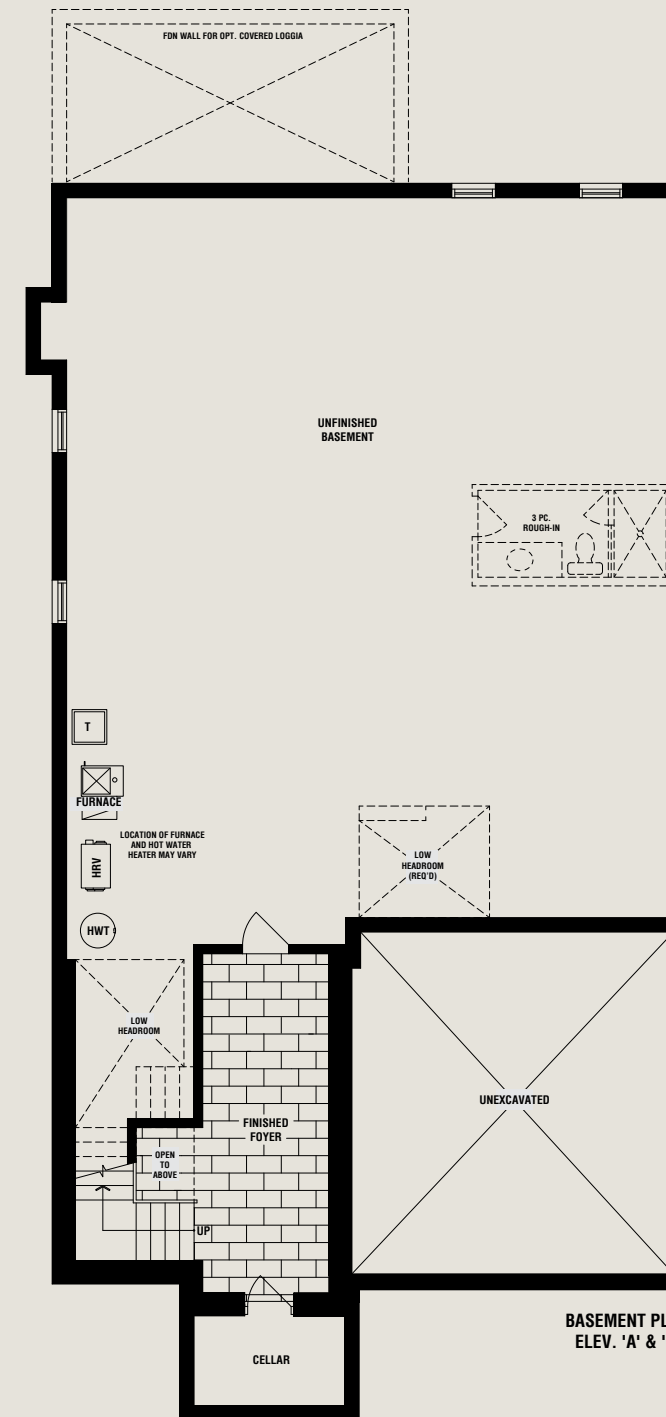 FDN WALL FOR OPT. COVERED LOGGIA
UNFINISHED
BASEMENT
3 PC.
ROUGH-IN
T
FURNACE
LOCATION OF FURNACE
AND HOT WATER
HEATER MAY VARY
HRV
LOW
HEADROOM
(REQ'D)
HWT
LOW
HEADROOM
UNEXCAVATED
FINISHED
FOYER
OPEN
TO
ABOVE
UP
CELLAR
BASEMENT PL
ELEV. 'A' & '